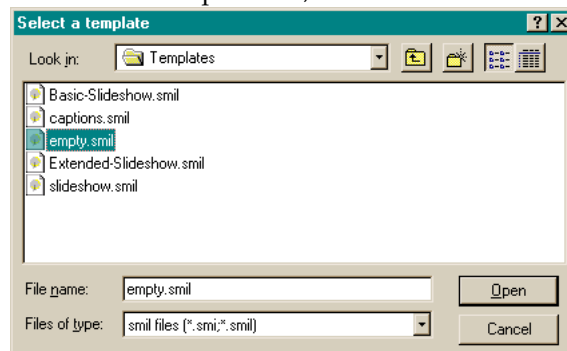 Select a template
Look in: Templates
Basic-Slideshow.smil
captions.smil
empty.smil
Extended-Slideshow.smil
slideshow.smil
File name: empty.smil Open
Files of type: smil files (*.smi;*.smil) Cancel